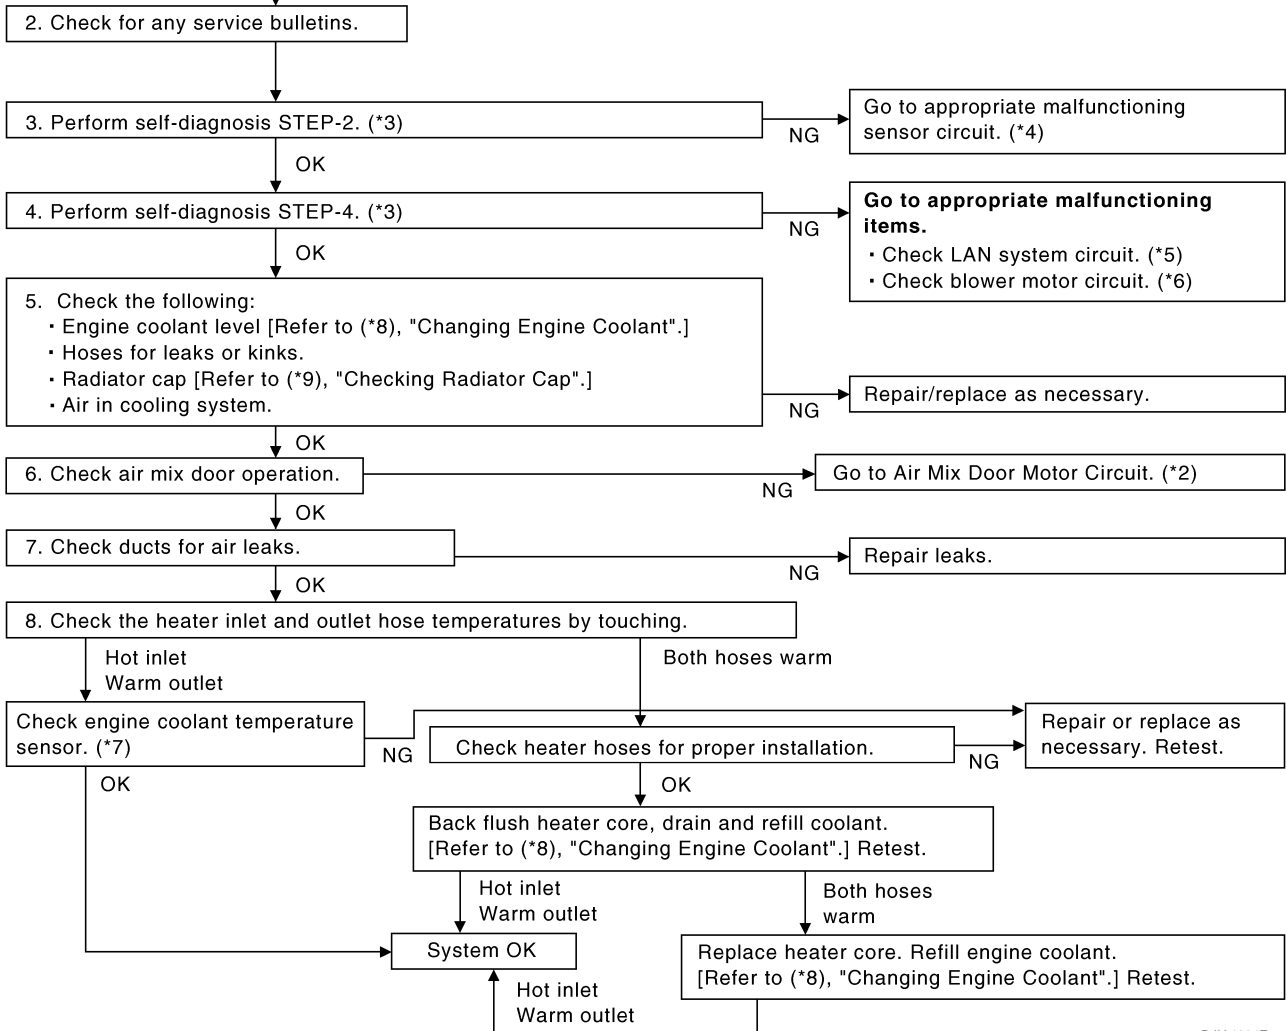 2. Check for any service bulletins.
3. Perform self-diagnosis STEP-2. (*3)
NG
Go to appropriate malfunctioning
sensor circuit. (*4)
OK
4. Perform self-diagnosis STEP-4. (*3)
NG
Go to appropriate malfunctioning
items.
· Check LAN system circuit. (*5)
· Check blower motor circuit. (*6)
OK
5. Check the following:
· Engine coolant level [Refer to (*8), "Changing Engine Coolant".]
· Hoses for leaks or kinks.
· Radiator cap [Refer to (*9), "Checking Radiator Cap".]
· Air in cooling system.
NG
Repair/replace as necessary.
OK
6. Check air mix door operation.
NG
Go to Air Mix Door Motor Circuit. (*2)
OK
7. Check ducts for air leaks.
NG
Repair leaks.
OK
8. Check the heater inlet and outlet hose temperatures by touching.
Hot inlet
Warm outlet
Both hoses warm
Check engine coolant temperature
sensor. (*7)
NG
OK
Check heater hoses for proper installation.
NG
Repair or replace as
necessary. Retest.
OK
Back flush heater core, drain and refill coolant.
[Refer to (*8), "Changing Engine Coolant".] Retest.
Hot inlet
Warm outlet
Both hoses
warm
System OK
Replace heater core. Refill engine coolant.
[Refer to (*8), "Changing Engine Coolant".] Retest.
Hot inlet
Warm outlet